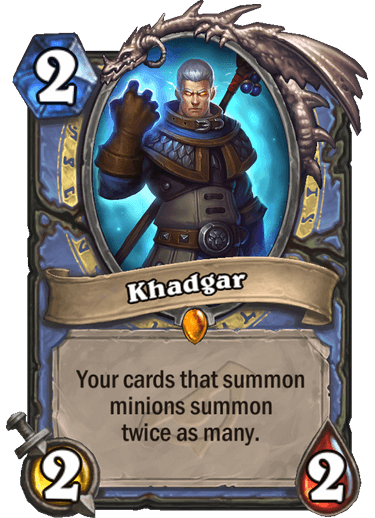 2
Khadgar
Your cards that summon
minions summon
twice as many.
2
2